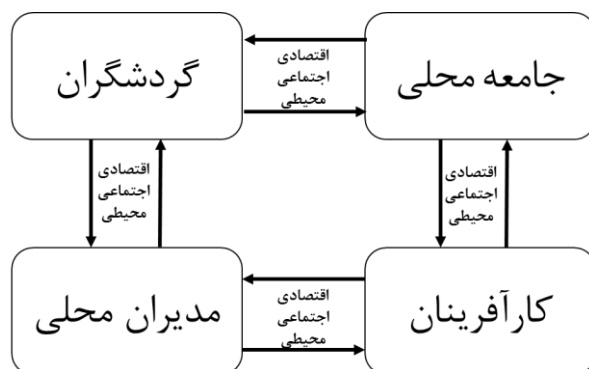 جامعه محلی
اقتصادی
اجتماعی
محیطی
گردشگران
اقتصادی
اجتماعی
محیطی
اقتصادی
اجتماعی
محیطی
کارآفرینان
اقتصادی
اجتماعی
محیطی
مدیران محلی